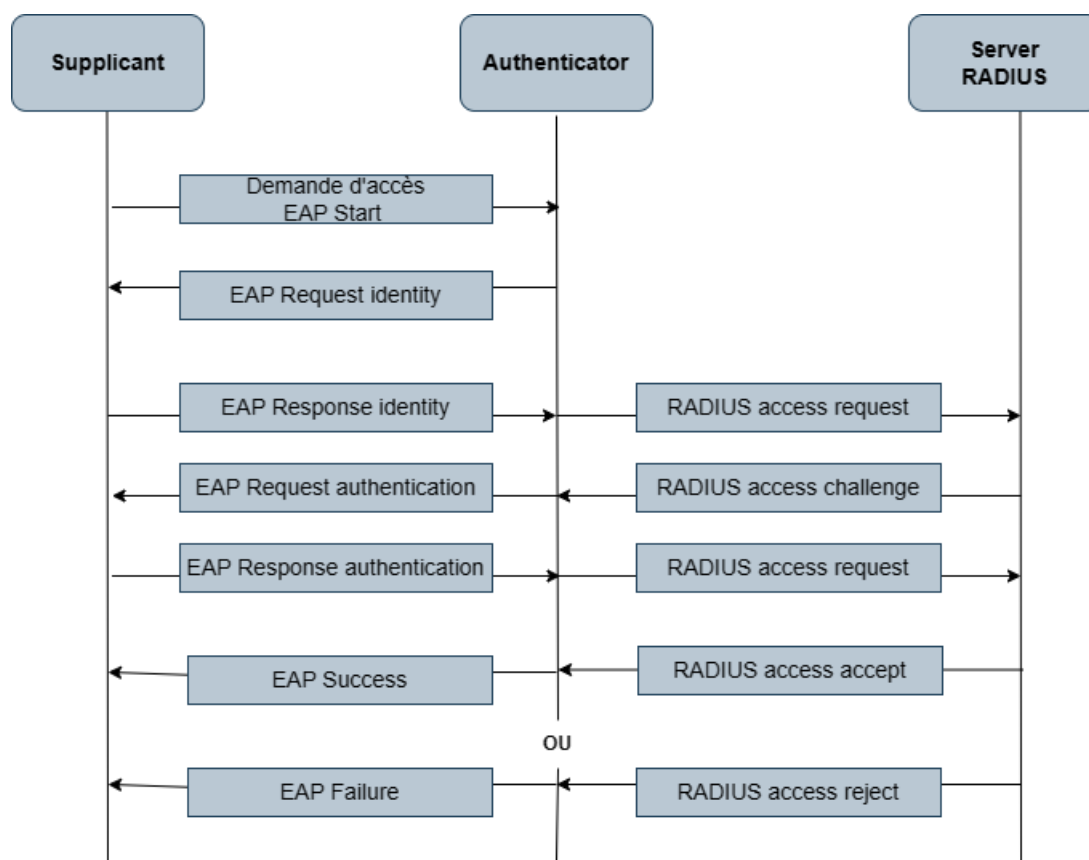 Supplicant
Authenticator
Server
RADIUS
Demande d'accès
EAP Start
EAP Request identity
EAP Response identity
RADIUS access request
EAP Request authentication
RADIUS access challenge
EAP Response authentication
RADIUS access request
EAP Success
RADIUS access accept
OU
EAP Failure
RADIUS access reject